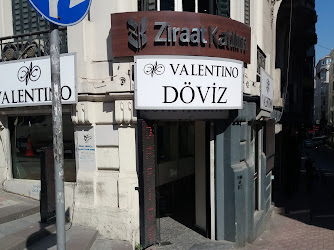 Ziraat Katılım
VALENTINO
DÖVİZ
VALENTINO